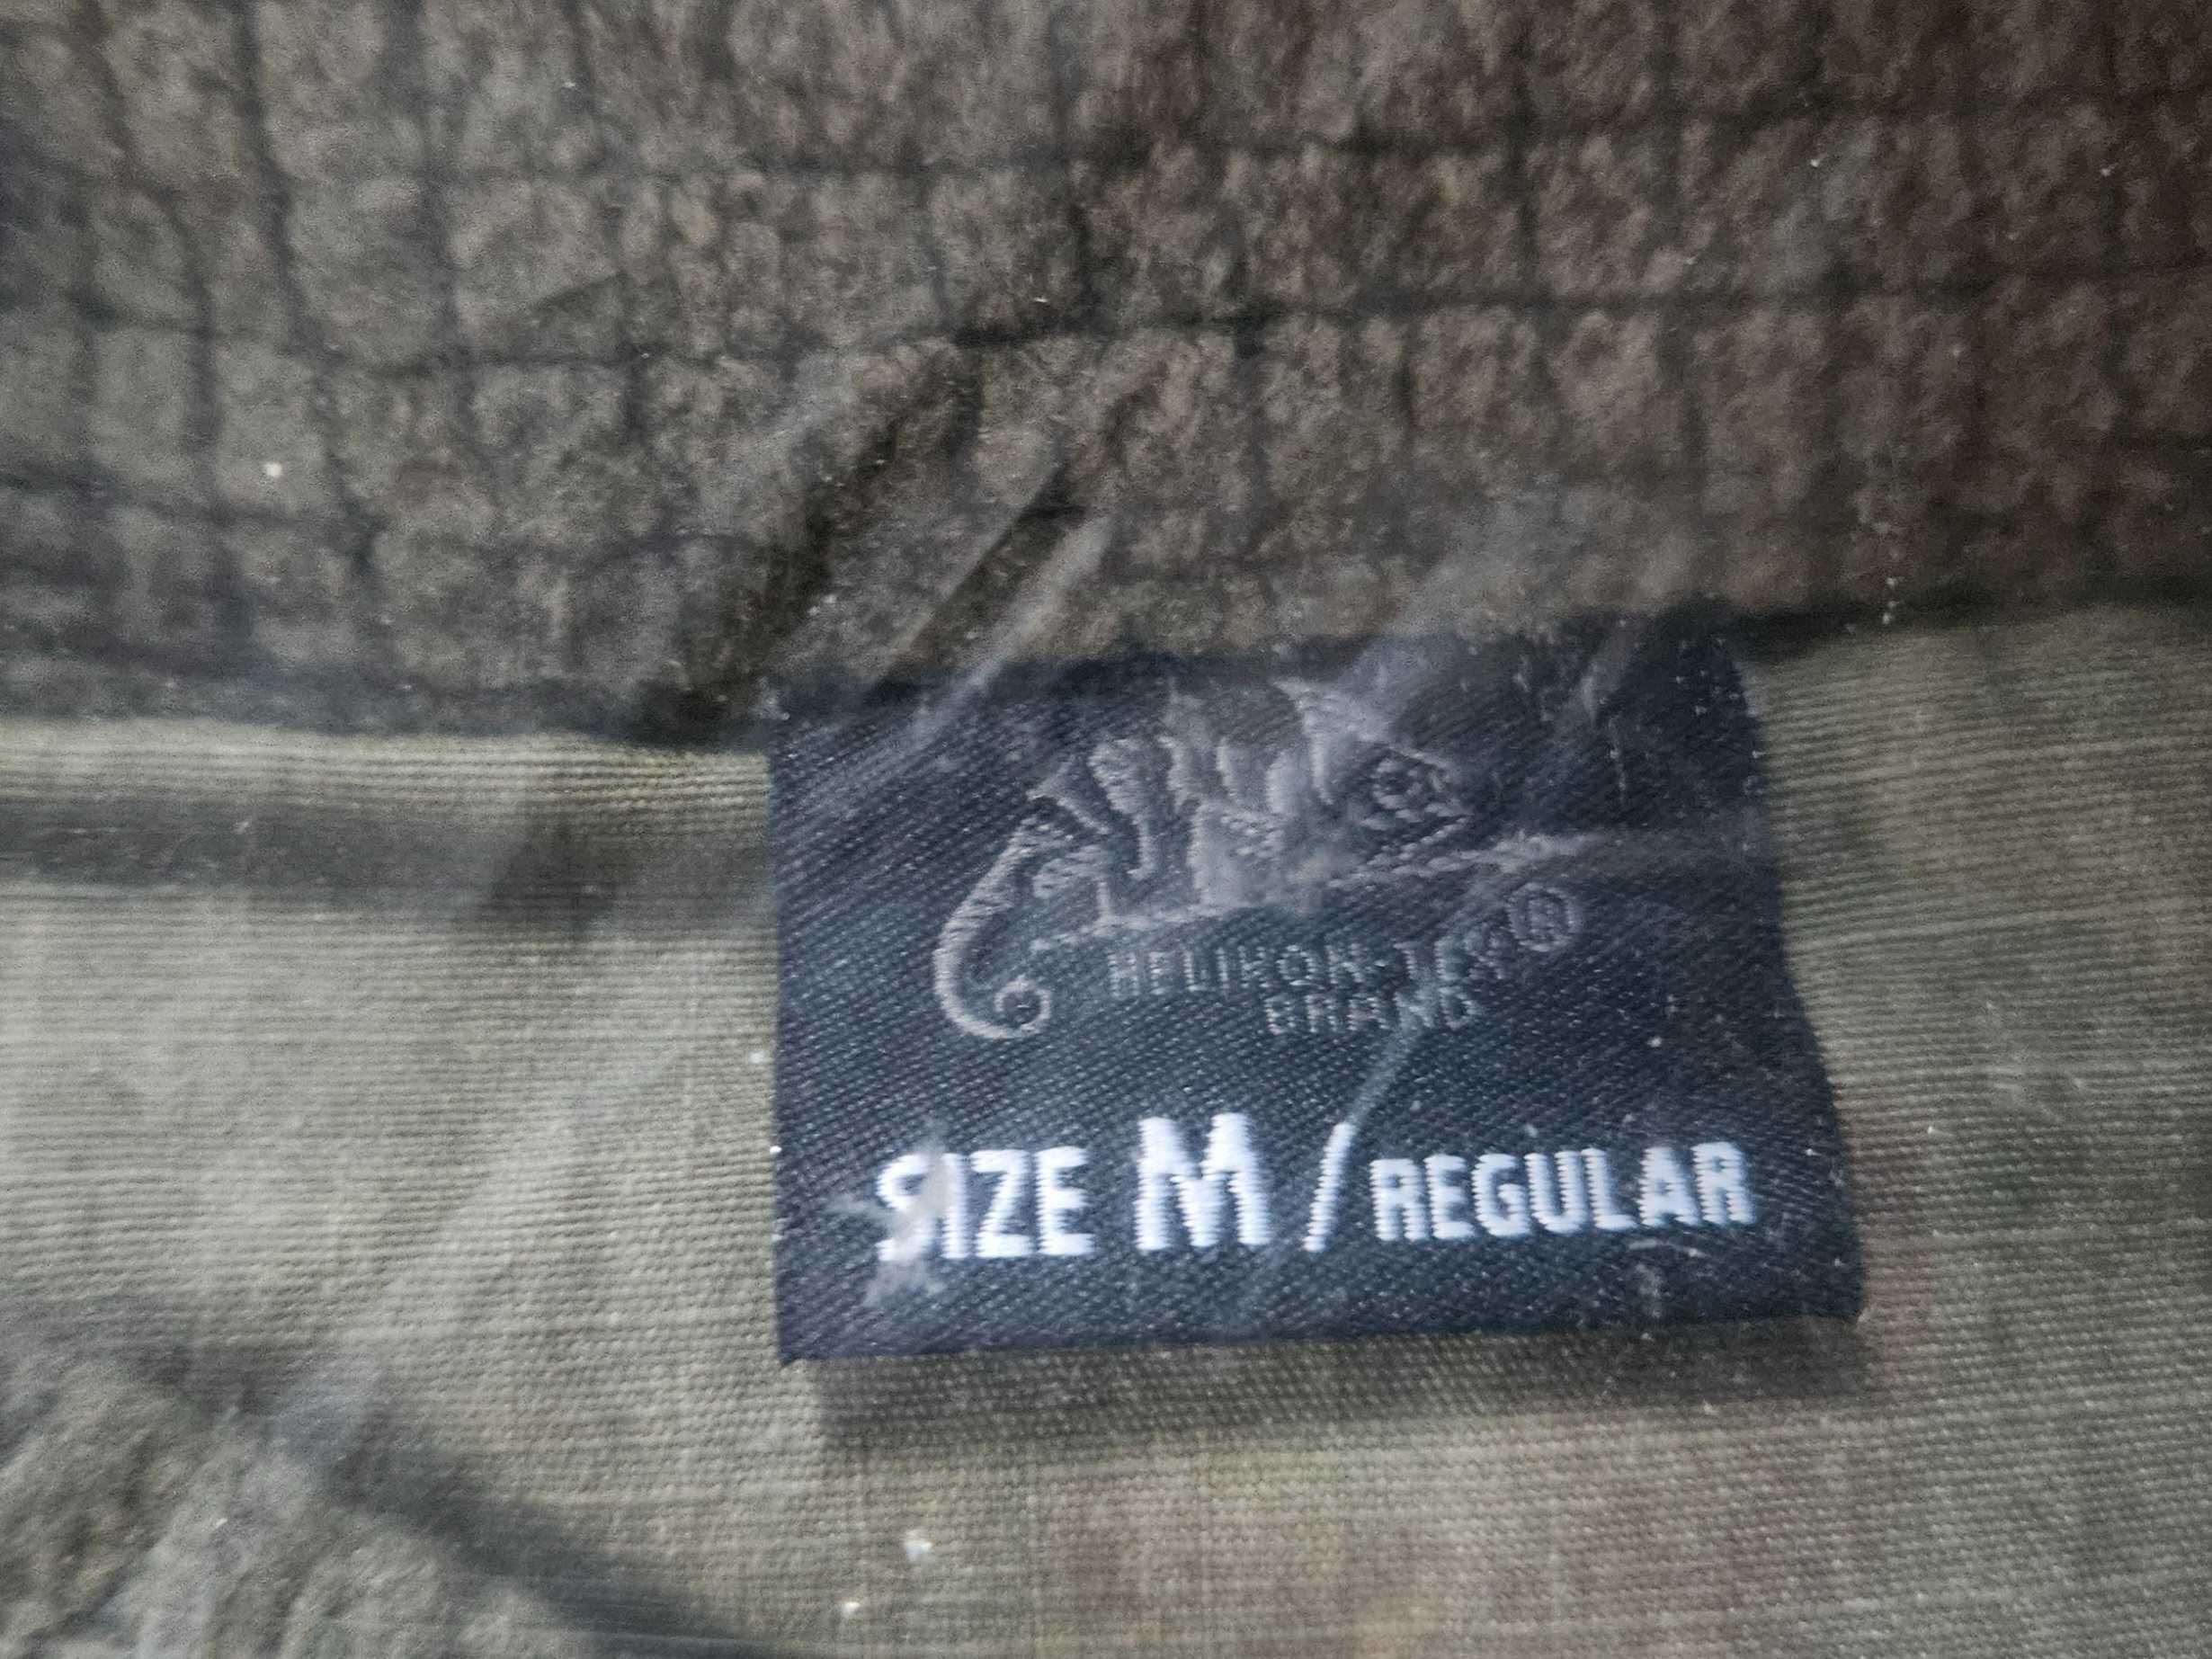 HELIKON-TEX®
BRAND
SIZE M / REGULAR